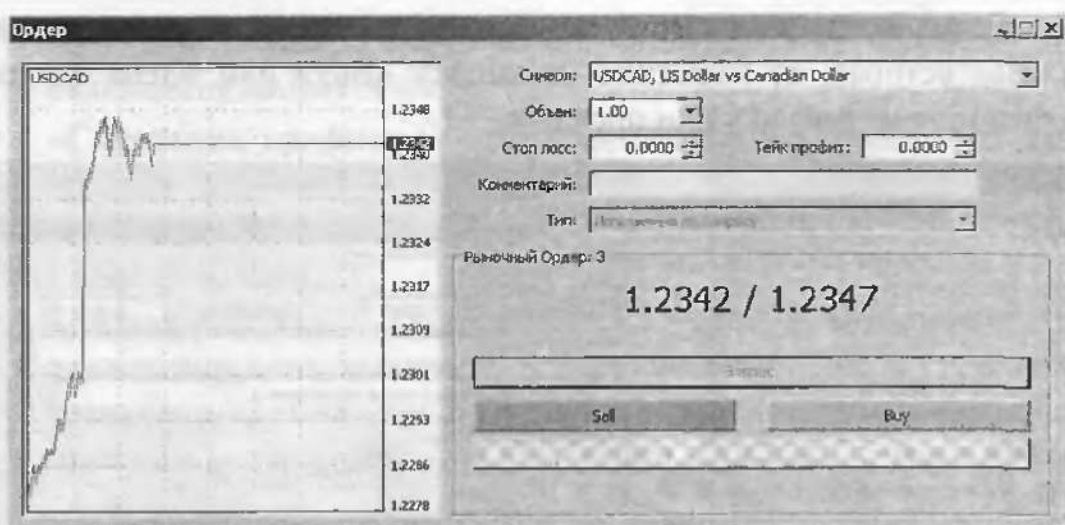 Ордер
USDCAD
1.2348
1.2342
1.2340
1.2332
1.2324
1.2317
1.2309
1.2301
1.2293
1.2286
1.2278
Символ: USDCAD, US Dollar vs Canadian Dollar
Объем: 1.00
Стоп лосс: 0.0000 Тейк профит: 0.0000
Комментарий:
Тип:
Рыночный Ордер: 3
1.2342 / 1.2347
Sell Buy